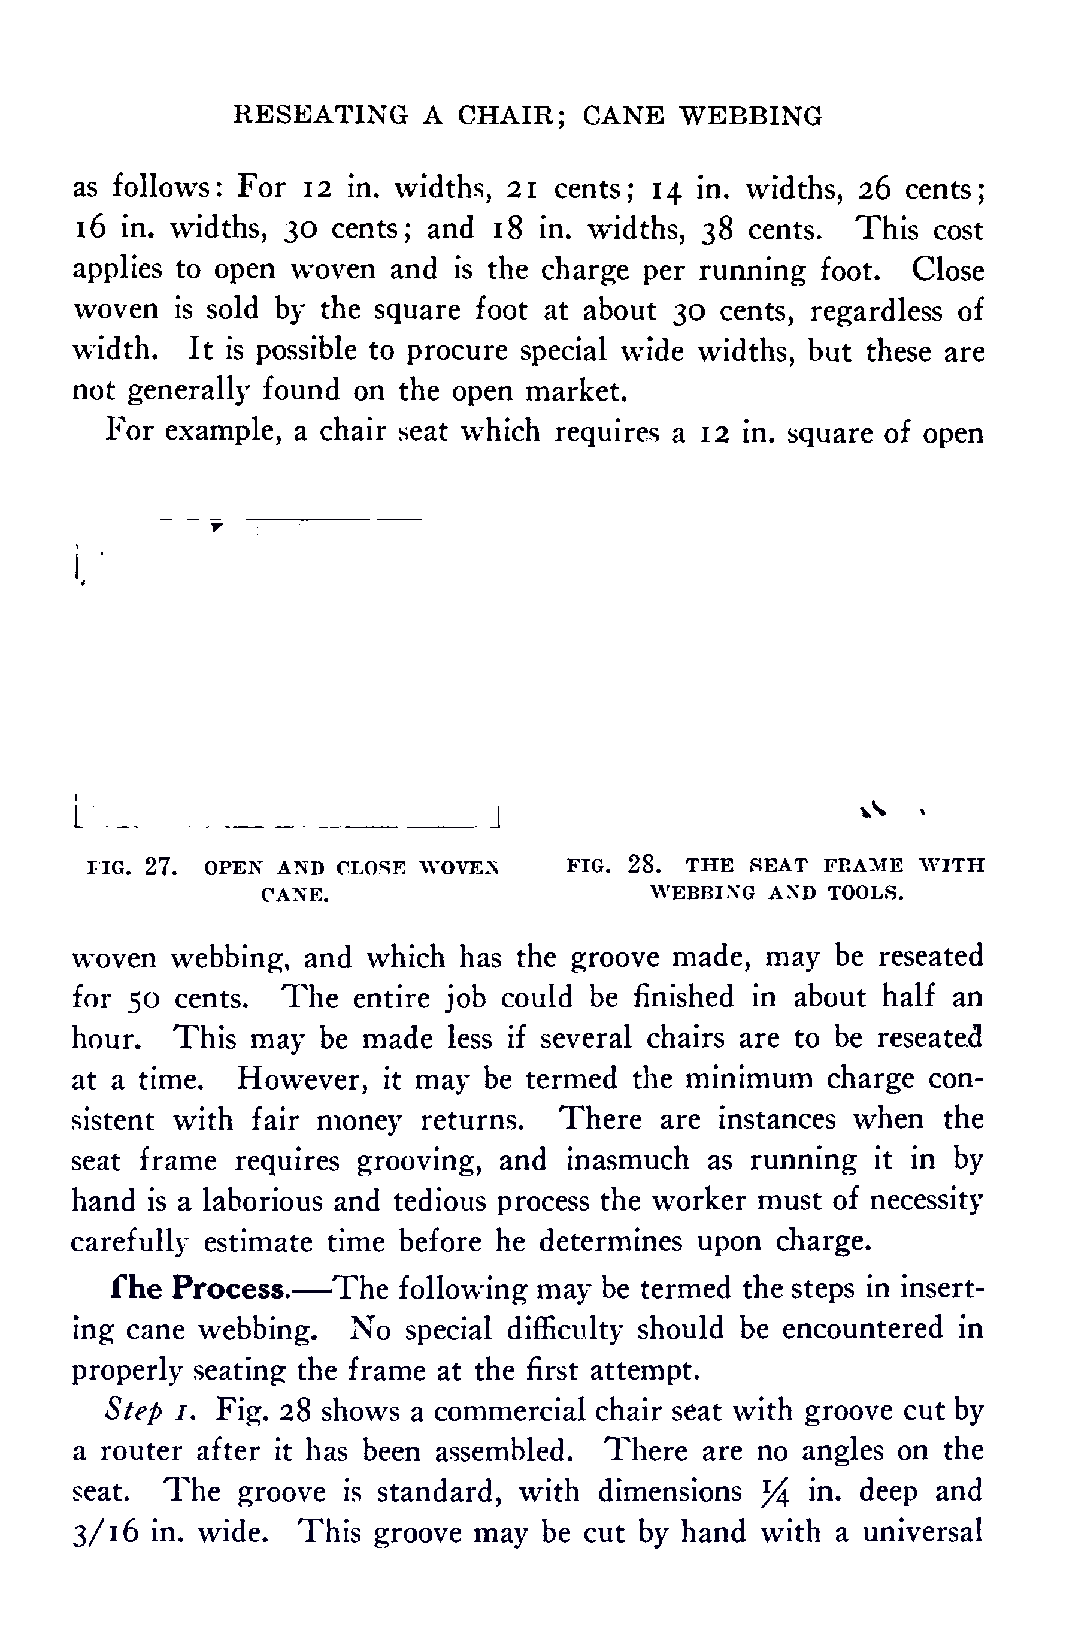 RESEATING A CHAIR; CANE WEBBING
as follows: For 12 in. widths, 21 cents; 14 in. widths, 26 cents;
16 in. widths, 30 cents; and 18 in. widths, 38 cents. This cost
applies to open woven and is the charge per running foot. Close
woven is sold by the square foot at about 30 cents, regardless of
width. It is possible to procure special wide widths, but these are
not generally found on the open market.
For example, a chair seat which requires a 12 in. square of open
FIG. 27. OPEN AND CLOSE WOVEN
CANE.
FIG. 28. THE SEAT FRAME WITH
WEBBING AND TOOLS.
woven webbing, and which has the groove made, may be reseated
for 50 cents. The entire job could be finished in about half an
hour. This may be made less if several chairs are to be reseated
at a time. However, it may be termed the minimum charge con-
sistent with fair money returns. There are instances when the
seat frame requires grooving, and inasmuch as running it in by
hand is a laborious and tedious process the worker must of necessity
carefully estimate time before he determines upon charge.
The Process.—The following may be termed the steps in insert-
ing cane webbing. No special difficulty should be encountered in
properly seating the frame at the first attempt.
Step 1. Fig. 28 shows a commercial chair seat with groove cut by
a router after it has been assembled. There are no angles on the
seat. The groove is standard, with dimensions ¼ in. deep and
3/16 in. wide. This groove may be cut by hand with a universal